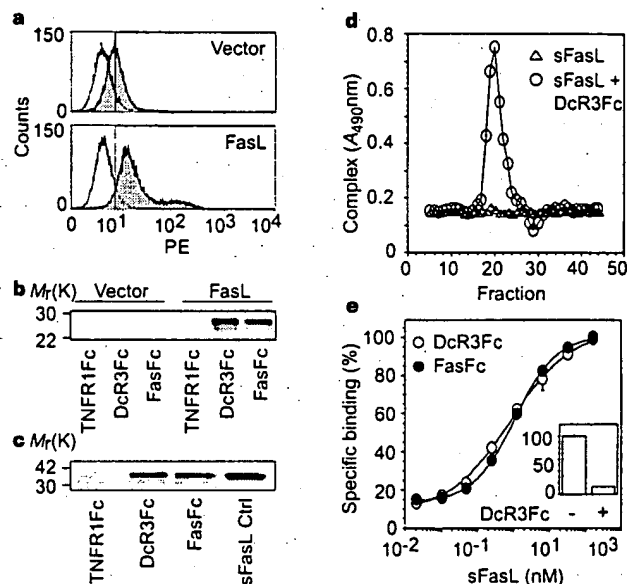 a
150
Vector
0
150
FasL
0
Counts
0 10¹ 10² 10³ 10⁴
PE
b Mr(K) Vector FasL
30
22
TNFR1Fc
DcR3Fc
FasFc
TNFR1Fc
DcR3Fc
FasFc
c Mr(K)
42
30
TNFR1Fc
DcR3Fc
FasFc
sFasL Ctrl
d
0.8
0.6
0.4
0.2
0
Complex (A490nm)
△ sFasL
○ sFasL +
DcR3Fc
0 10 20 30 40 50
Fraction
e
100
80
60
40
20
0
Specific binding (%)
○ DcR3Fc
● FasFc
100
50
0
DcR3Fc - +
10⁻² 10⁻¹ 10¹ 10³
sFasL (nM)